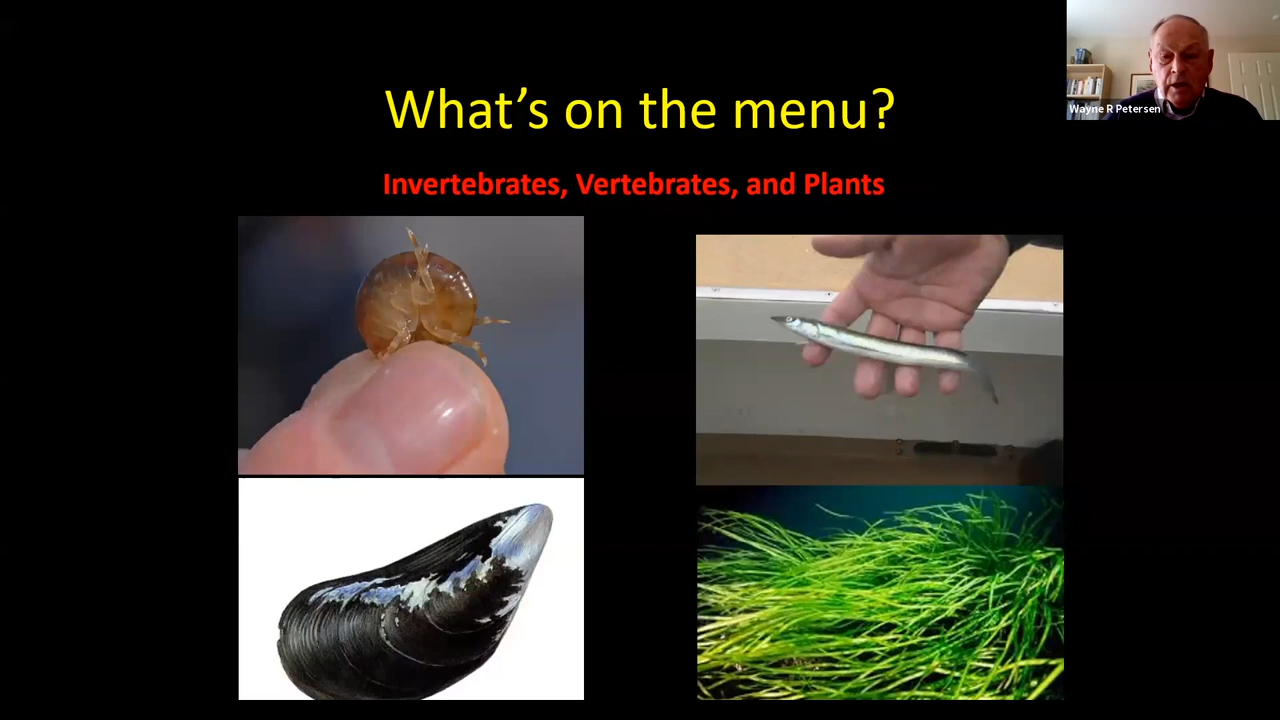 Wayne R Petersen
What's on the menu?
Invertebrates, Vertebrates, and Plants